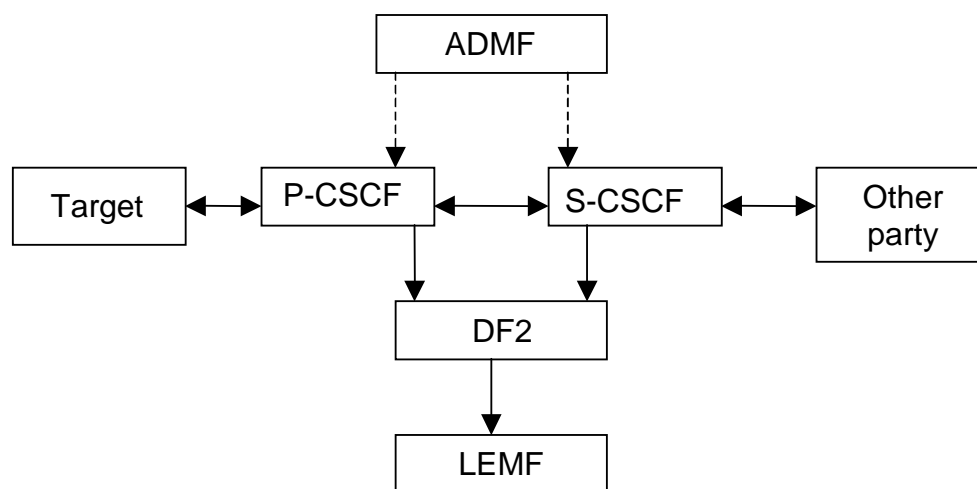 ADMF
Target
P-CSCF
S-CSCF
Other
party
DF2
LEMF